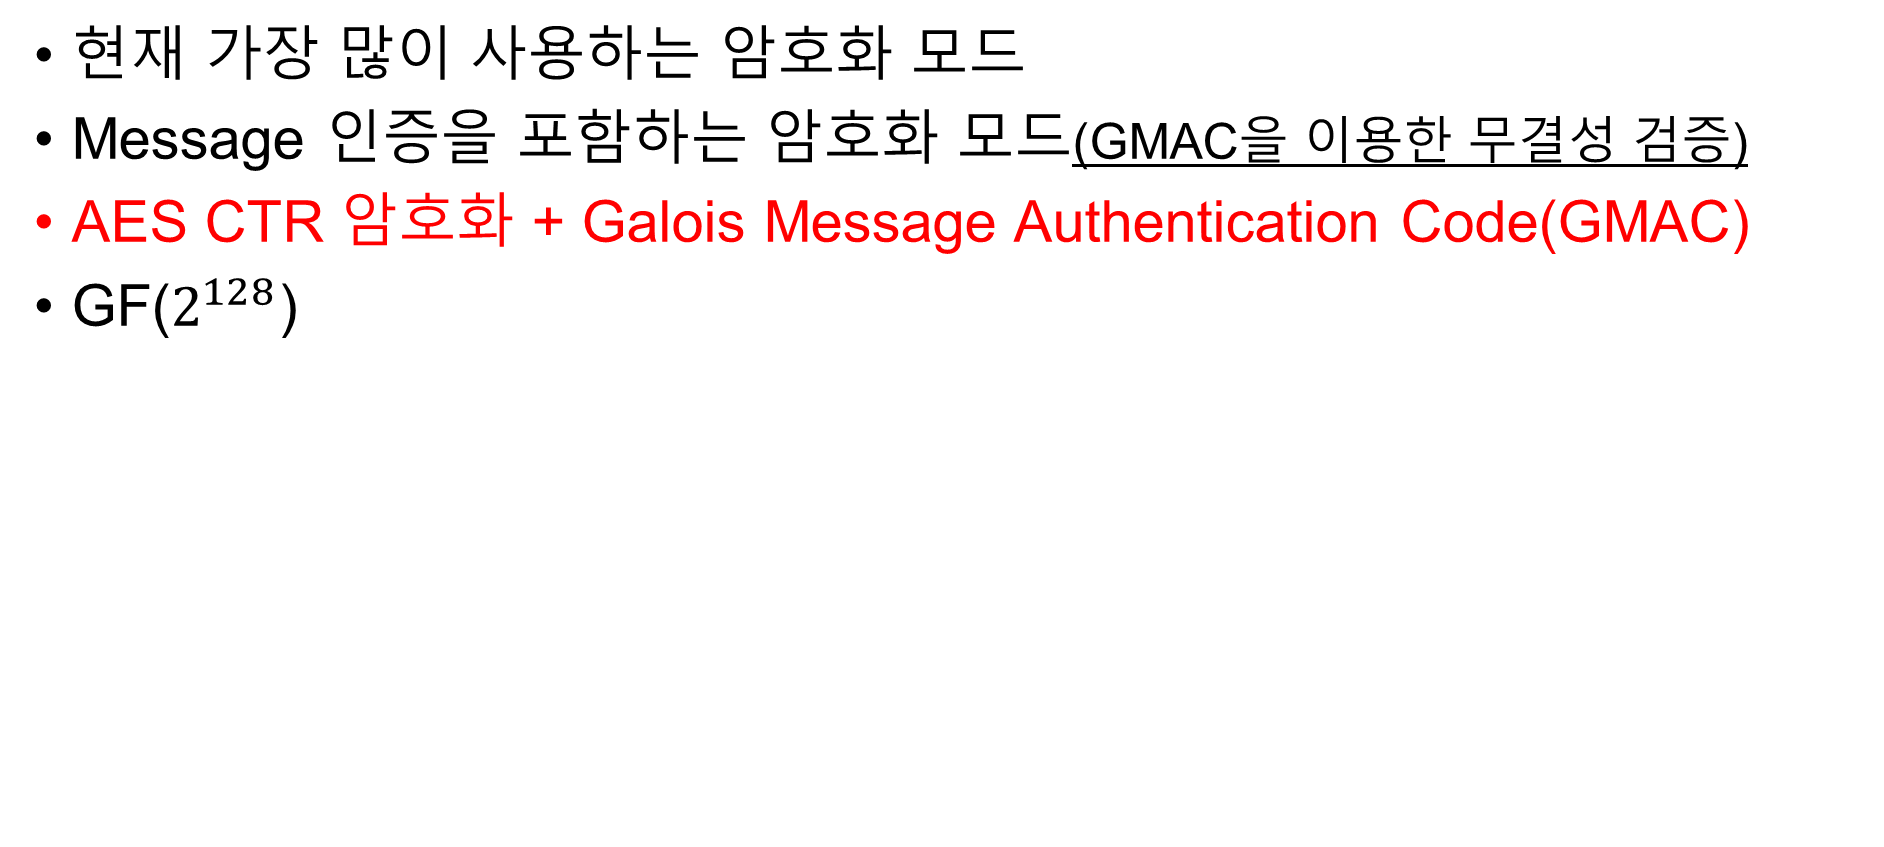 • 현재 가장 많이 사용하는 암호화 모드
• Message 인증을 포함하는 암호화 모드(GMAC을 이용한 무결성 검증)
• AES CTR 암호화 + Galois Message Authentication Code(GMAC)
• GF(2¹²⁸)